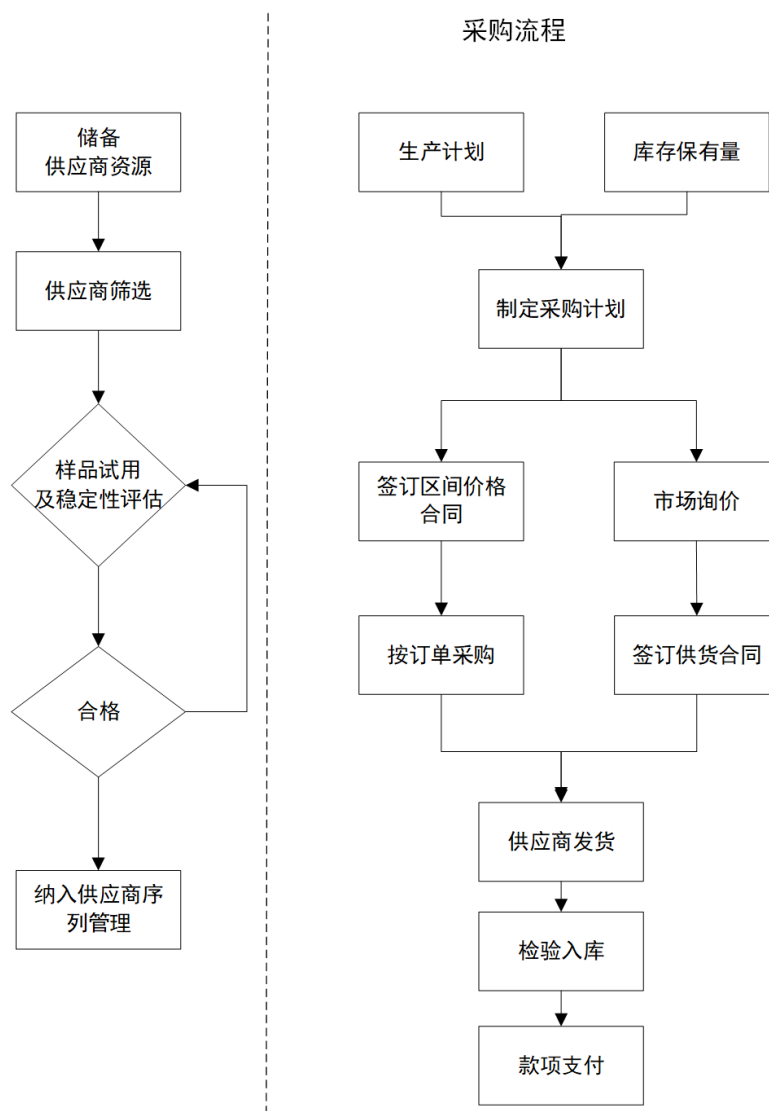 采购流程
储备
供应商资源
供应商筛选
样品试用
及稳定性评估
合格
纳入供应商序
列管理
生产计划
库存保有量
制定采购计划
签订区间价格
合同
市场询价
按订单采购
签订供货合同
供应商发货
检验入库
款项支付